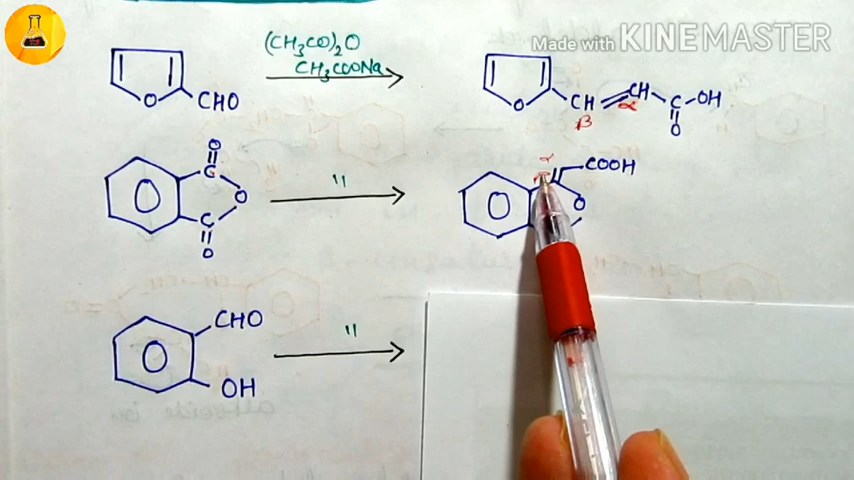 Made with KINEMASTER
(CH₃CO)₂O
CH₃COONa
O
CHO
O
CH
CH
C
OH
O
β
α
O
C
O
C
O
"
α
COOH
O
CHO
OH
"